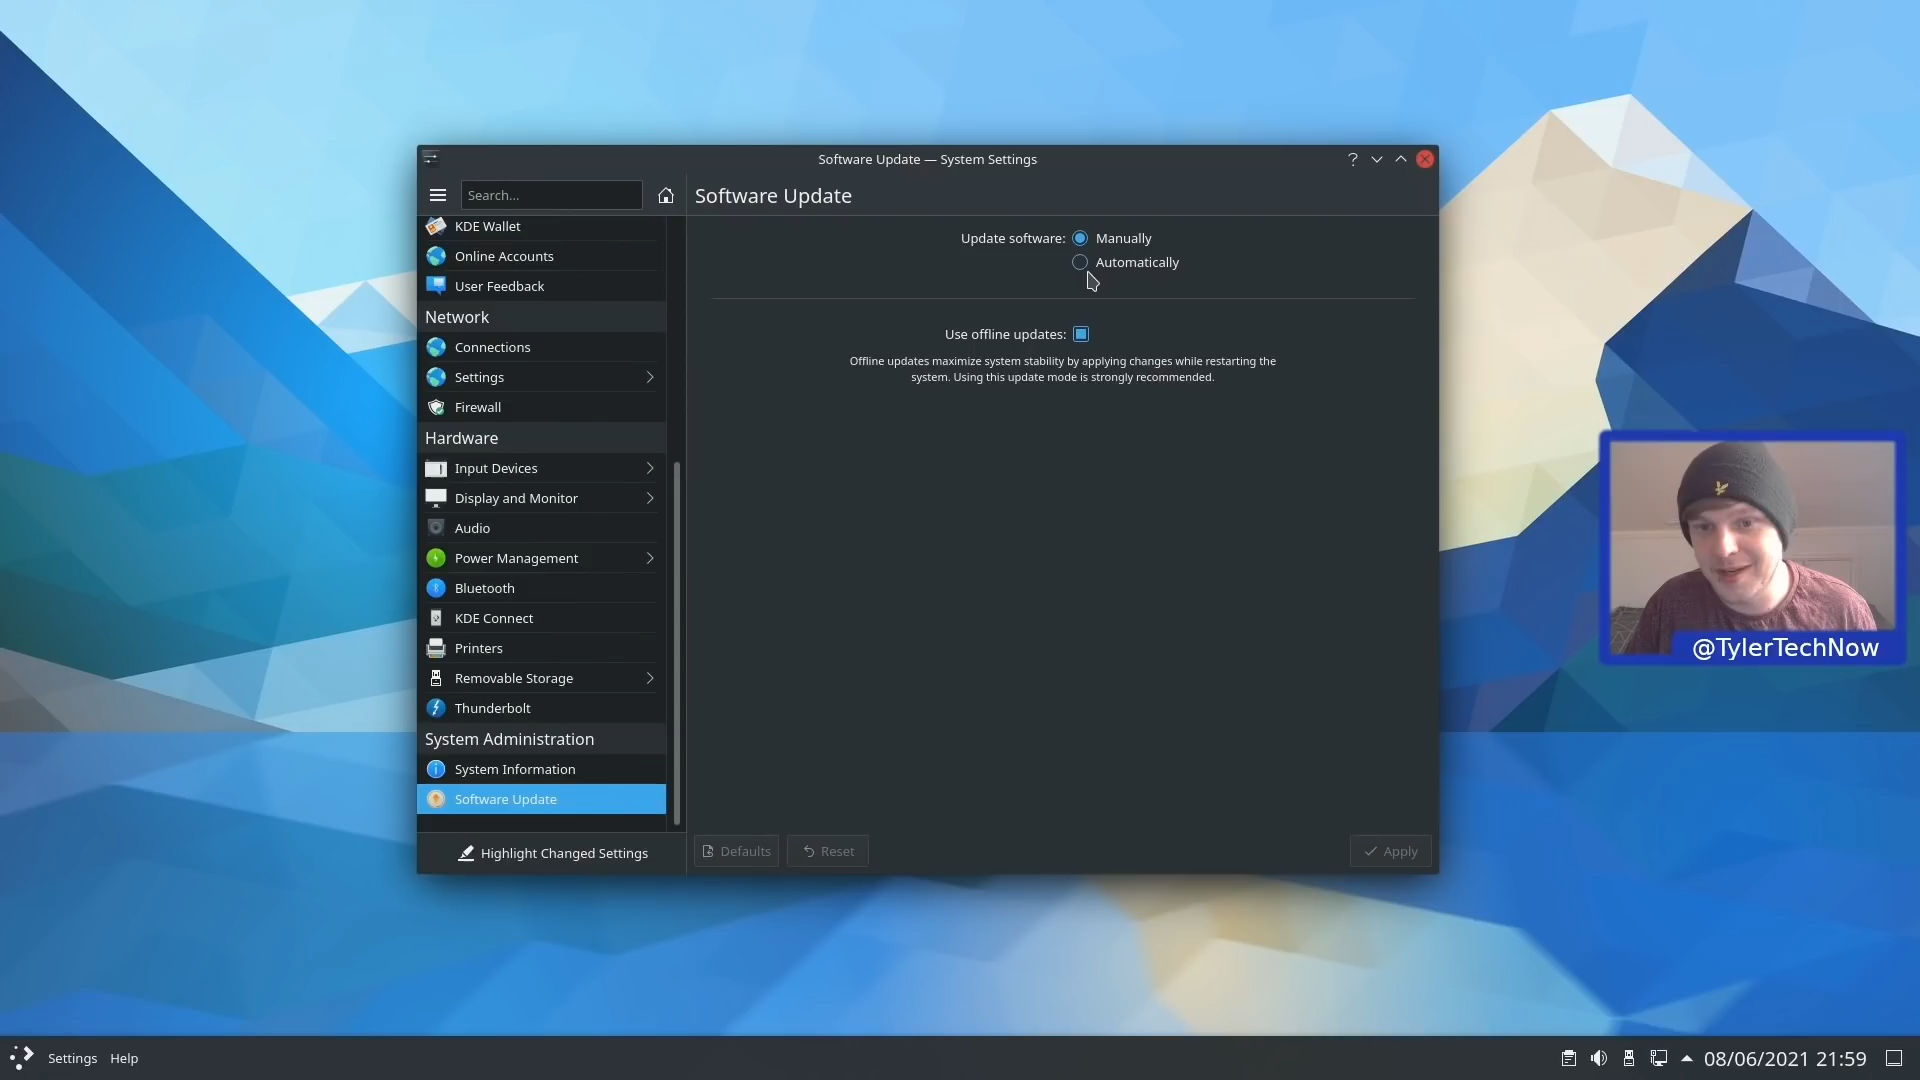 Software Update — System Settings
Search...
Software Update
KDE Wallet
Online Accounts
User Feedback
Network
Connections
Settings
Firewall
Hardware
Input Devices
Display and Monitor
Audio
Power Management
Bluetooth
KDE Connect
Printers
Removable Storage
Thunderbolt
System Administration
System Information
Software Update
Highlight Changed Settings
Update software: Manually
Automatically
Use offline updates:
Offline updates maximize system stability by applying changes while restarting the
system. Using this update mode is strongly recommended.
Defaults
Reset
Apply
@TylerTechNow
Settings Help
08/06/2021 21:59